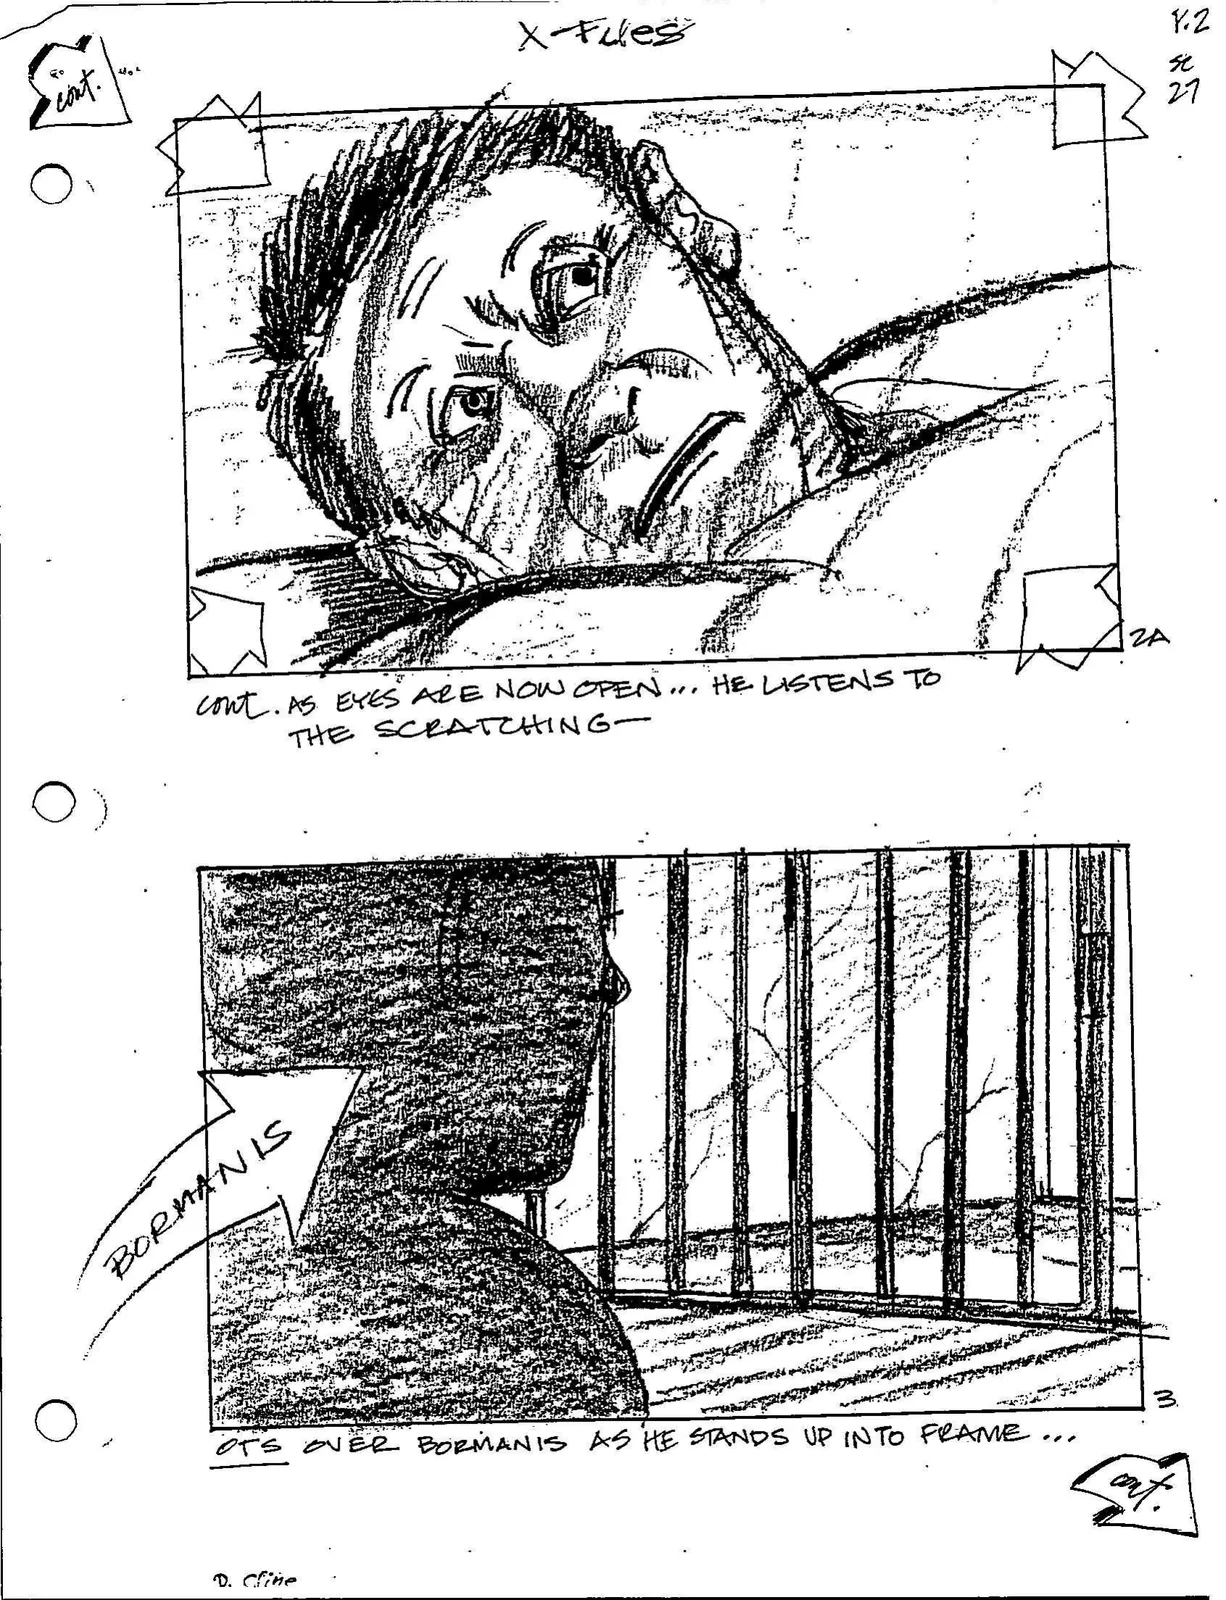 X-Files
P.2
SC
27
cont.
2A
cont. AS EYES ARE NOW OPEN... HE LISTENS TO
THE SCRATCHING—
BORMANIS
3
OTS OVER BORMANIS AS HE STANDS UP INTO FRAME...
cont.
D. Cline